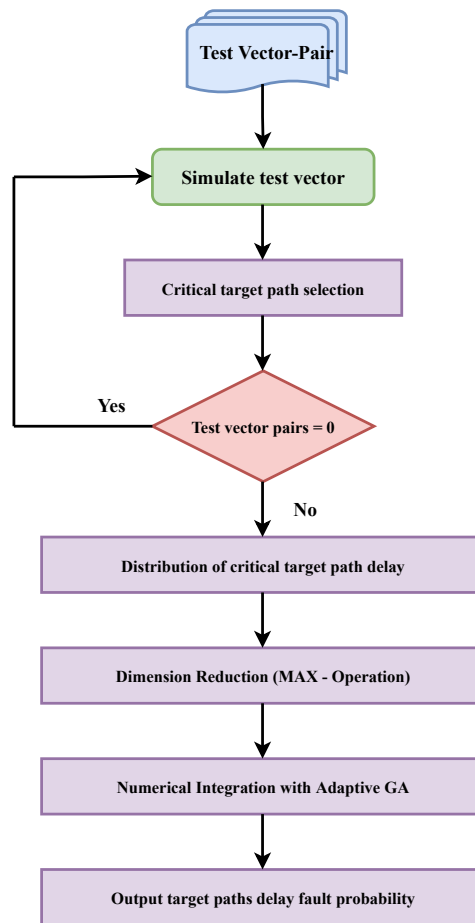 Test Vector-Pair
Simulate test vector
Critical target path selection
Test vector pairs = 0
Yes
No
Distribution of critical target path delay
Dimension Reduction (MAX - Operation)
Numerical Integration with Adaptive GA
Output target paths delay fault probability